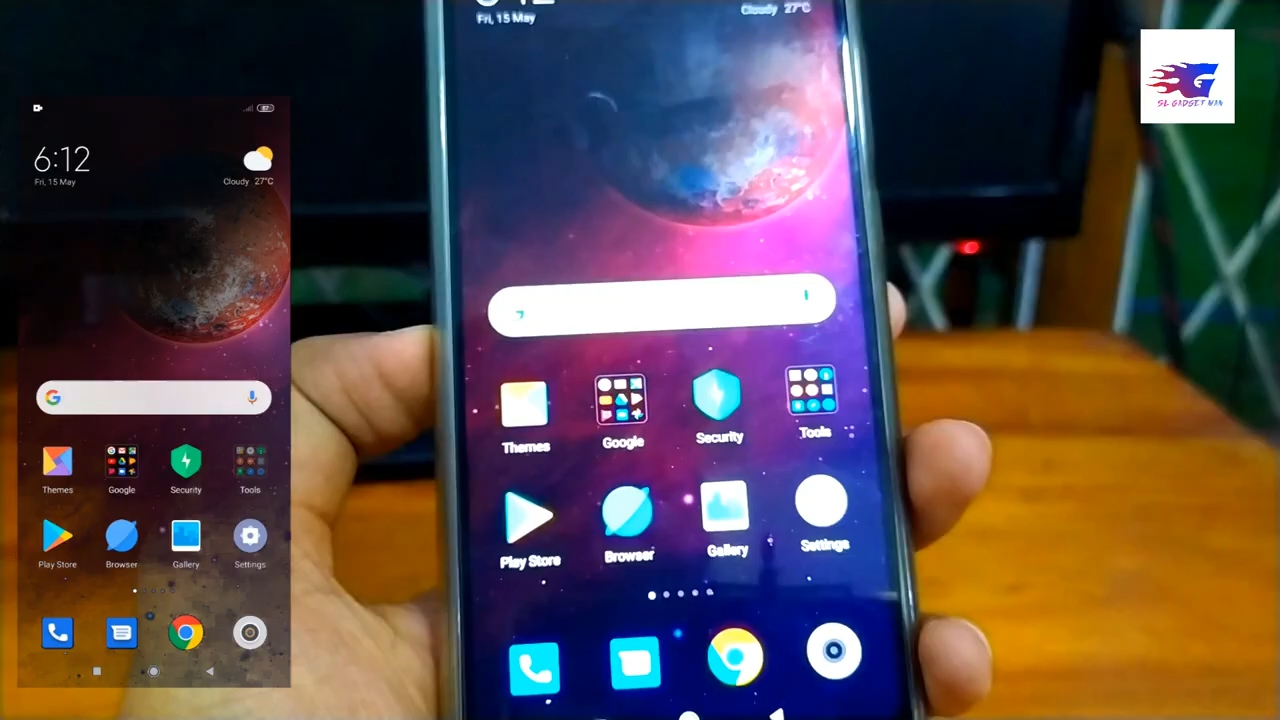 Fri, 15 May
Cloudy 27°C
SL GADGET MAN
87
6:12
Fri, 15 May
Cloudy 27°C
Themes
Google
Security
Tools
Play Store
Browser
Gallery
Settings
Themes
Google
Security
Tools
Play Store
Browser
Gallery
Settings